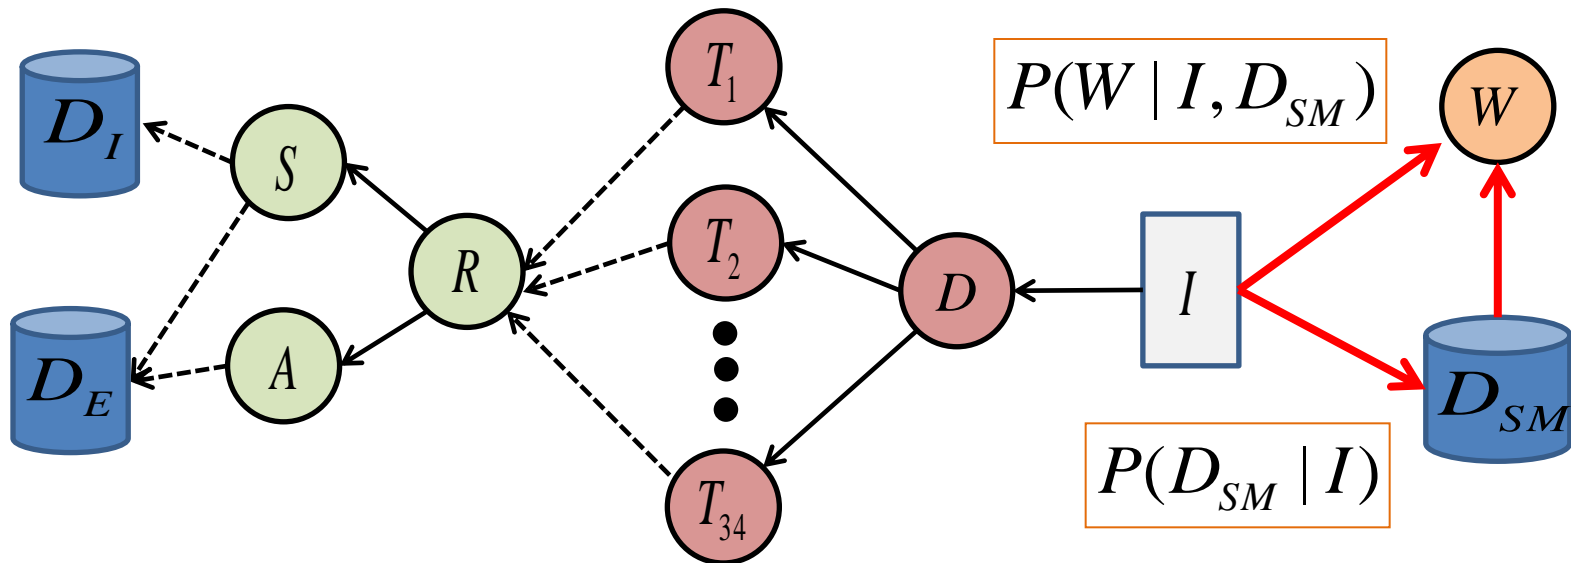 D_I
D_E
S
A
R
T_1
T_2
T_34
D
I
P(W | I, D_SM)
P(D_SM | I)
W
D_SM